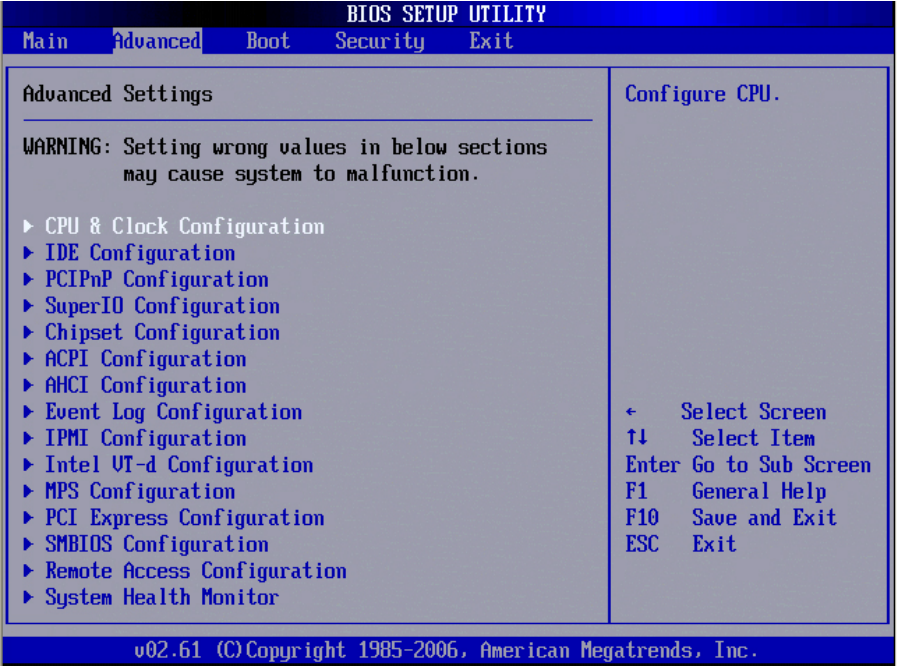 BIOS SETUP UTILITY
Main Advanced Boot Security Exit
Advanced Settings
WARNING: Setting wrong values in below sections
may cause system to malfunction.
► CPU & Clock Configuration
► IDE Configuration
► PCIPnP Configuration
► SuperIO Configuration
► Chipset Configuration
► ACPI Configuration
► AHCI Configuration
► Event Log Configuration
► IPMI Configuration
► Intel VT-d Configuration
► MPS Configuration
► PCI Express Configuration
► SMBIOS Configuration
► Remote Access Configuration
► System Health Monitor
Configure CPU.
← Select Screen
↑↓ Select Item
Enter Go to Sub Screen
F1 General Help
F10 Save and Exit
ESC Exit
v02.61 (C)Copyright 1985-2006, American Megatrends, Inc.